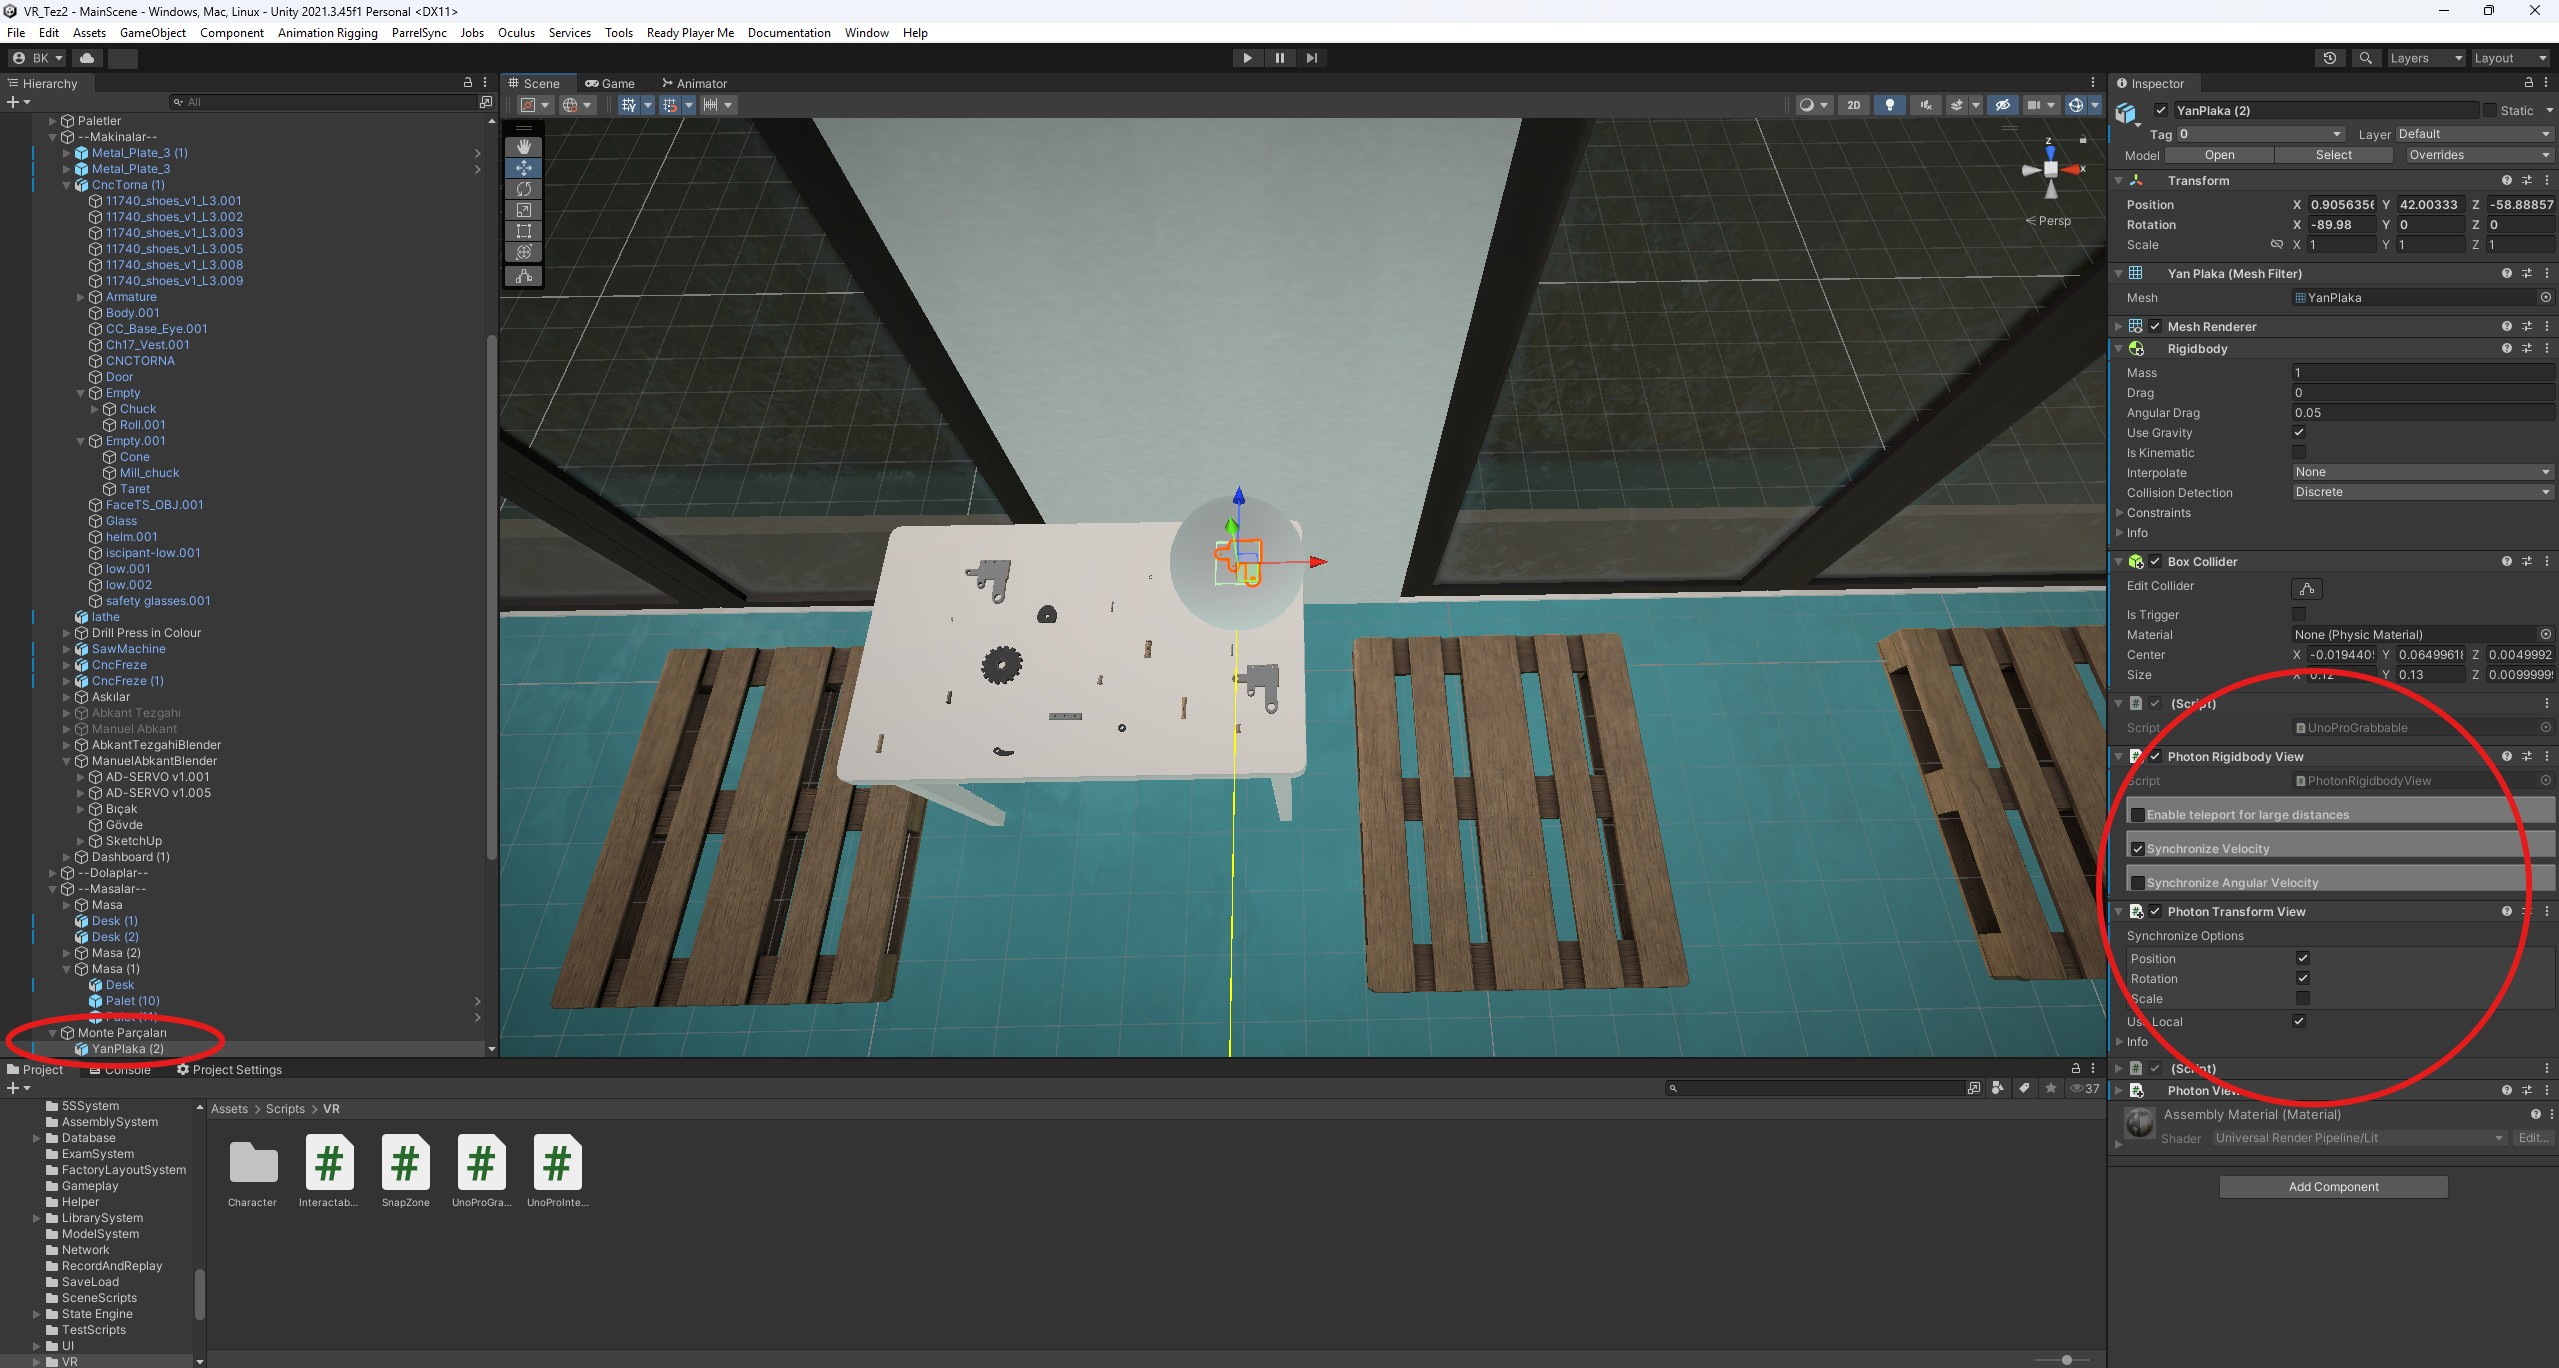 VR_Tez2 - MainScene - Windows, Mac, Linux - Unity 2021.3.45f1 Personal <DX11>
File Edit Assets GameObject Component Animation Rigging ParrelSync Jobs Oculus Services Tools Ready Player Me Documentation Window Help
BK Layers Layout
Hierarchy
All
Paletler
--Makinalar--
Metal_Plate_3 (1)
Metal_Plate_3
CncTorna (1)
11740_shoes_v1_L3.001
11740_shoes_v1_L3.002
11740_shoes_v1_L3.003
11740_shoes_v1_L3.005
11740_shoes_v1_L3.008
11740_shoes_v1_L3.009
Armature
Body.001
CC_Base_Eye.001
Ch17_Vest.001
CNCTORNA
Door
Empty
Chuck
Roll.001
Empty.001
Cone
Mill_chuck
Taret
FaceTS_OBJ.001
Glass
helm.001
iscipant-low.001
low.001
low.002
safety glasses.001
lathe
Drill Press in Colour
SawMachine
CncFreze
CncFreze (1)
Askılar
Abkant Tezgahı
Manuel Abkant
AbkantTezgahiBlender
ManuelAbkantBlender
AD-SERVO v1.001
AD-SERVO v1.005
Bıçak
Gövde
SketchUp
Dashboard (1)
--Dolaplar--
--Masalar--
Masa
Desk (1)
Desk (2)
Masa (2)
Masa (1)
Desk
Palet (10)
Palet (11)
Monte Parçaları
YanPlaka (2)
Scene Game Animator
2D
z
x
Persp
Inspector
YanPlaka (2) Static
Tag 0 Layer Default
Model Open Select Overrides
Transform
Position X 0.9056356 Y 42.00333 Z -58.88857
Rotation X -89.98 Y 0 Z 0
Scale X 1 Y 1 Z 1
Yan Plaka (Mesh Filter)
Mesh YanPlaka
Mesh Renderer
Rigidbody
Mass 1
Drag 0
Angular Drag 0.05
Use Gravity
Is Kinematic
Interpolate None
Collision Detection Discrete
Constraints
Info
Box Collider
Edit Collider
Is Trigger
Material None (Physic Material)
Center X -0.019440 Y 0.0649961 Z 0.0049992
Size X 0.12 Y 0.13 Z 0.0099999
(Script)
Script UnoProGrabbable
Photon Rigidbody View
Script PhotonRigidbodyView
Enable teleport for large distances
Synchronize Velocity
Synchronize Angular Velocity
Photon Transform View
Synchronize Options
Position
Rotation
Scale
Use Local
Info
(Script)
Photon View
Assembly Material (Material)
Shader Universal Render Pipeline/Lit Edit...
Add Component
Project Console Project Settings
37
5SSystem
AssemblySystem
Database
ExamSystem
FactoryLayoutSystem
Gameplay
Helper
LibrarySystem
ModelSystem
Network
RecordAndReplay
SaveLoad
SceneScripts
State Engine
TestScripts
UI
VR
Assets > Scripts > VR
Character Interactab... SnapZone UnoProGra... UnoProInte...